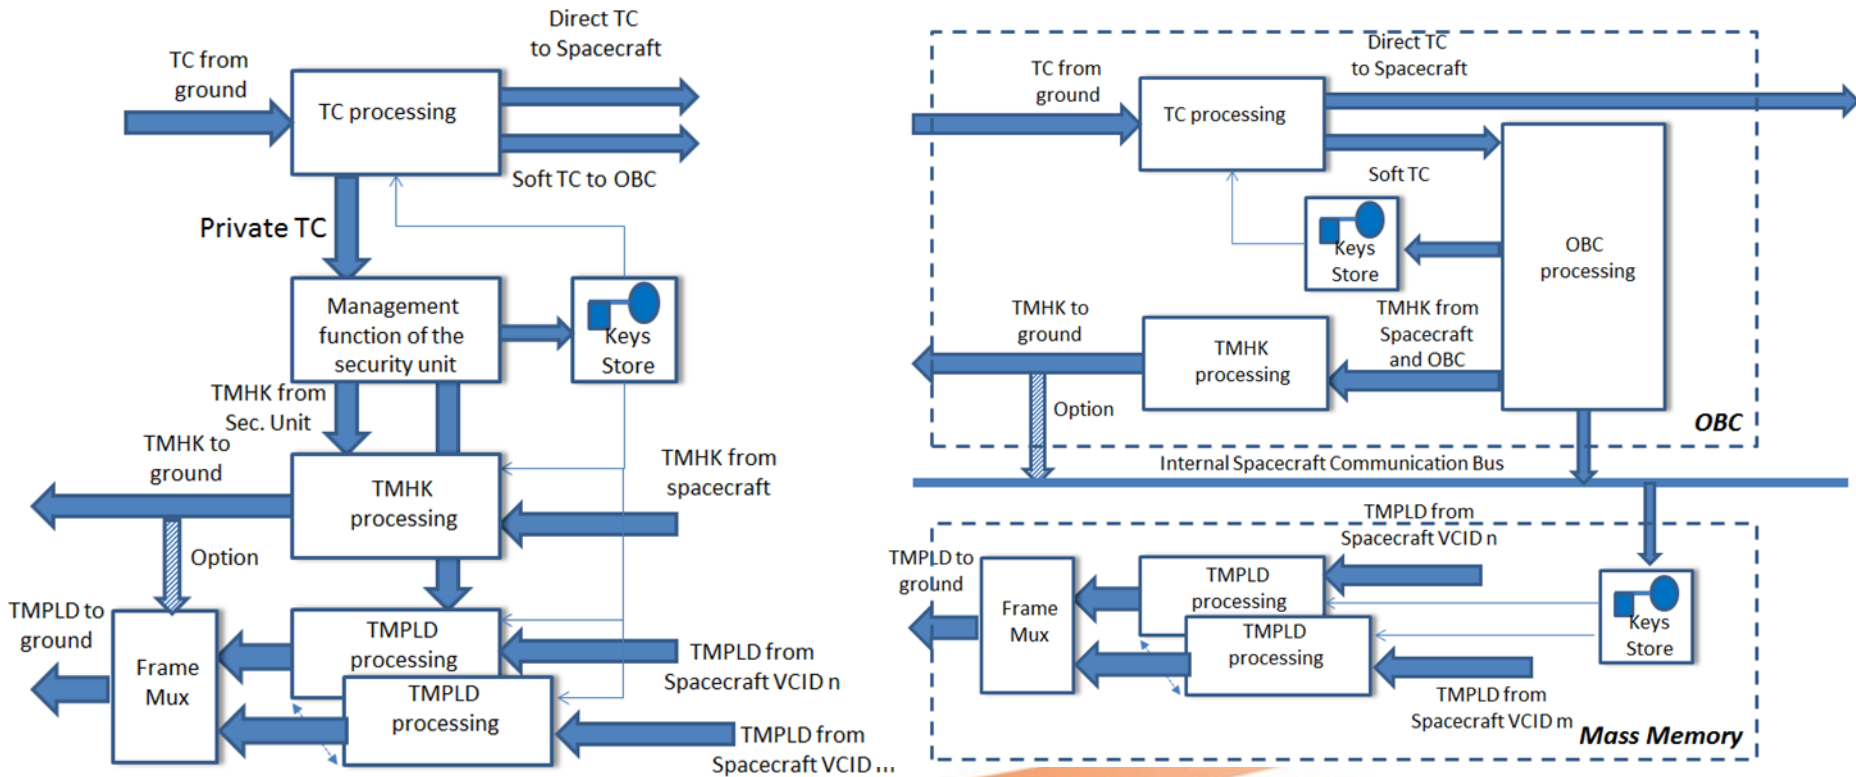 Direct TC
to Spacecraft
TC from
ground
TC processing
Soft TC to OBC
Private TC
Management
function of the
security unit
Keys
Store
TMHK from
Sec. Unit
TMHK to
ground
TMHK
processing
TMHK from
spacecraft
Option
TMPLD to
ground
Frame
Mux
TMPLD
processing
TMPLD from
Spacecraft VCID n
TMPLD
processing
TMPLD from
Spacecraft VCID
Direct TC
to Spacecraft
TC from
ground
TC processing
Soft TC
Keys
Store
OBC
processing
TMHK to
ground
TMHK
processing
TMHK from
Spacecraft
and OBC
Option
OBC
Internal Spacecraft Communication Bus
TMPLD from
Spacecraft VCID n
TMPLD to
ground
Frame
Mux
TMPLD
processing
TMPLD
processing
Keys
Store
TMPLD from
Spacecraft VCID m
Mass Memory